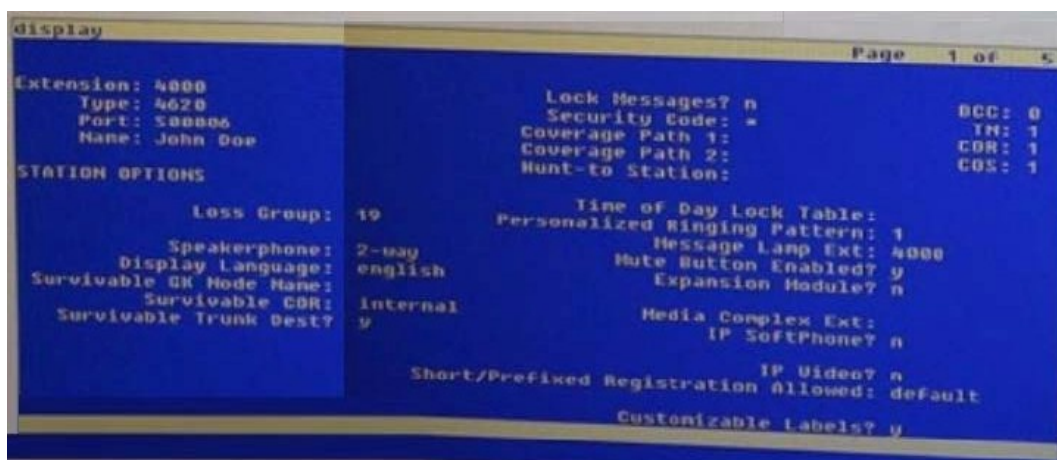 display
Page 1 of 5
Extension: 4000 Lock Messages? n BCC: 0
Type: 4620 Security Code: * TN: 1
Port: S00006 Coverage Path 1: COR: 1
Name: John Doe Coverage Path 2: COS: 1
Hunt-to Station:
STATION OPTIONS
Time of Day Lock Table:
Loss Group: 19 Personalized Ringing Pattern: 1
Message Lamp Ext: 4000
Speakerphone: 2-way Mute Button Enabled? y
Display Language: english Expansion Module? n
Survivable GK Node Name:
Survivable COR: internal Media Complex Ext:
Survivable Trunk Dest? y IP SoftPhone? n
IP Video? n
Short/Prefixed Registration Allowed: default
Customizable Labels? y